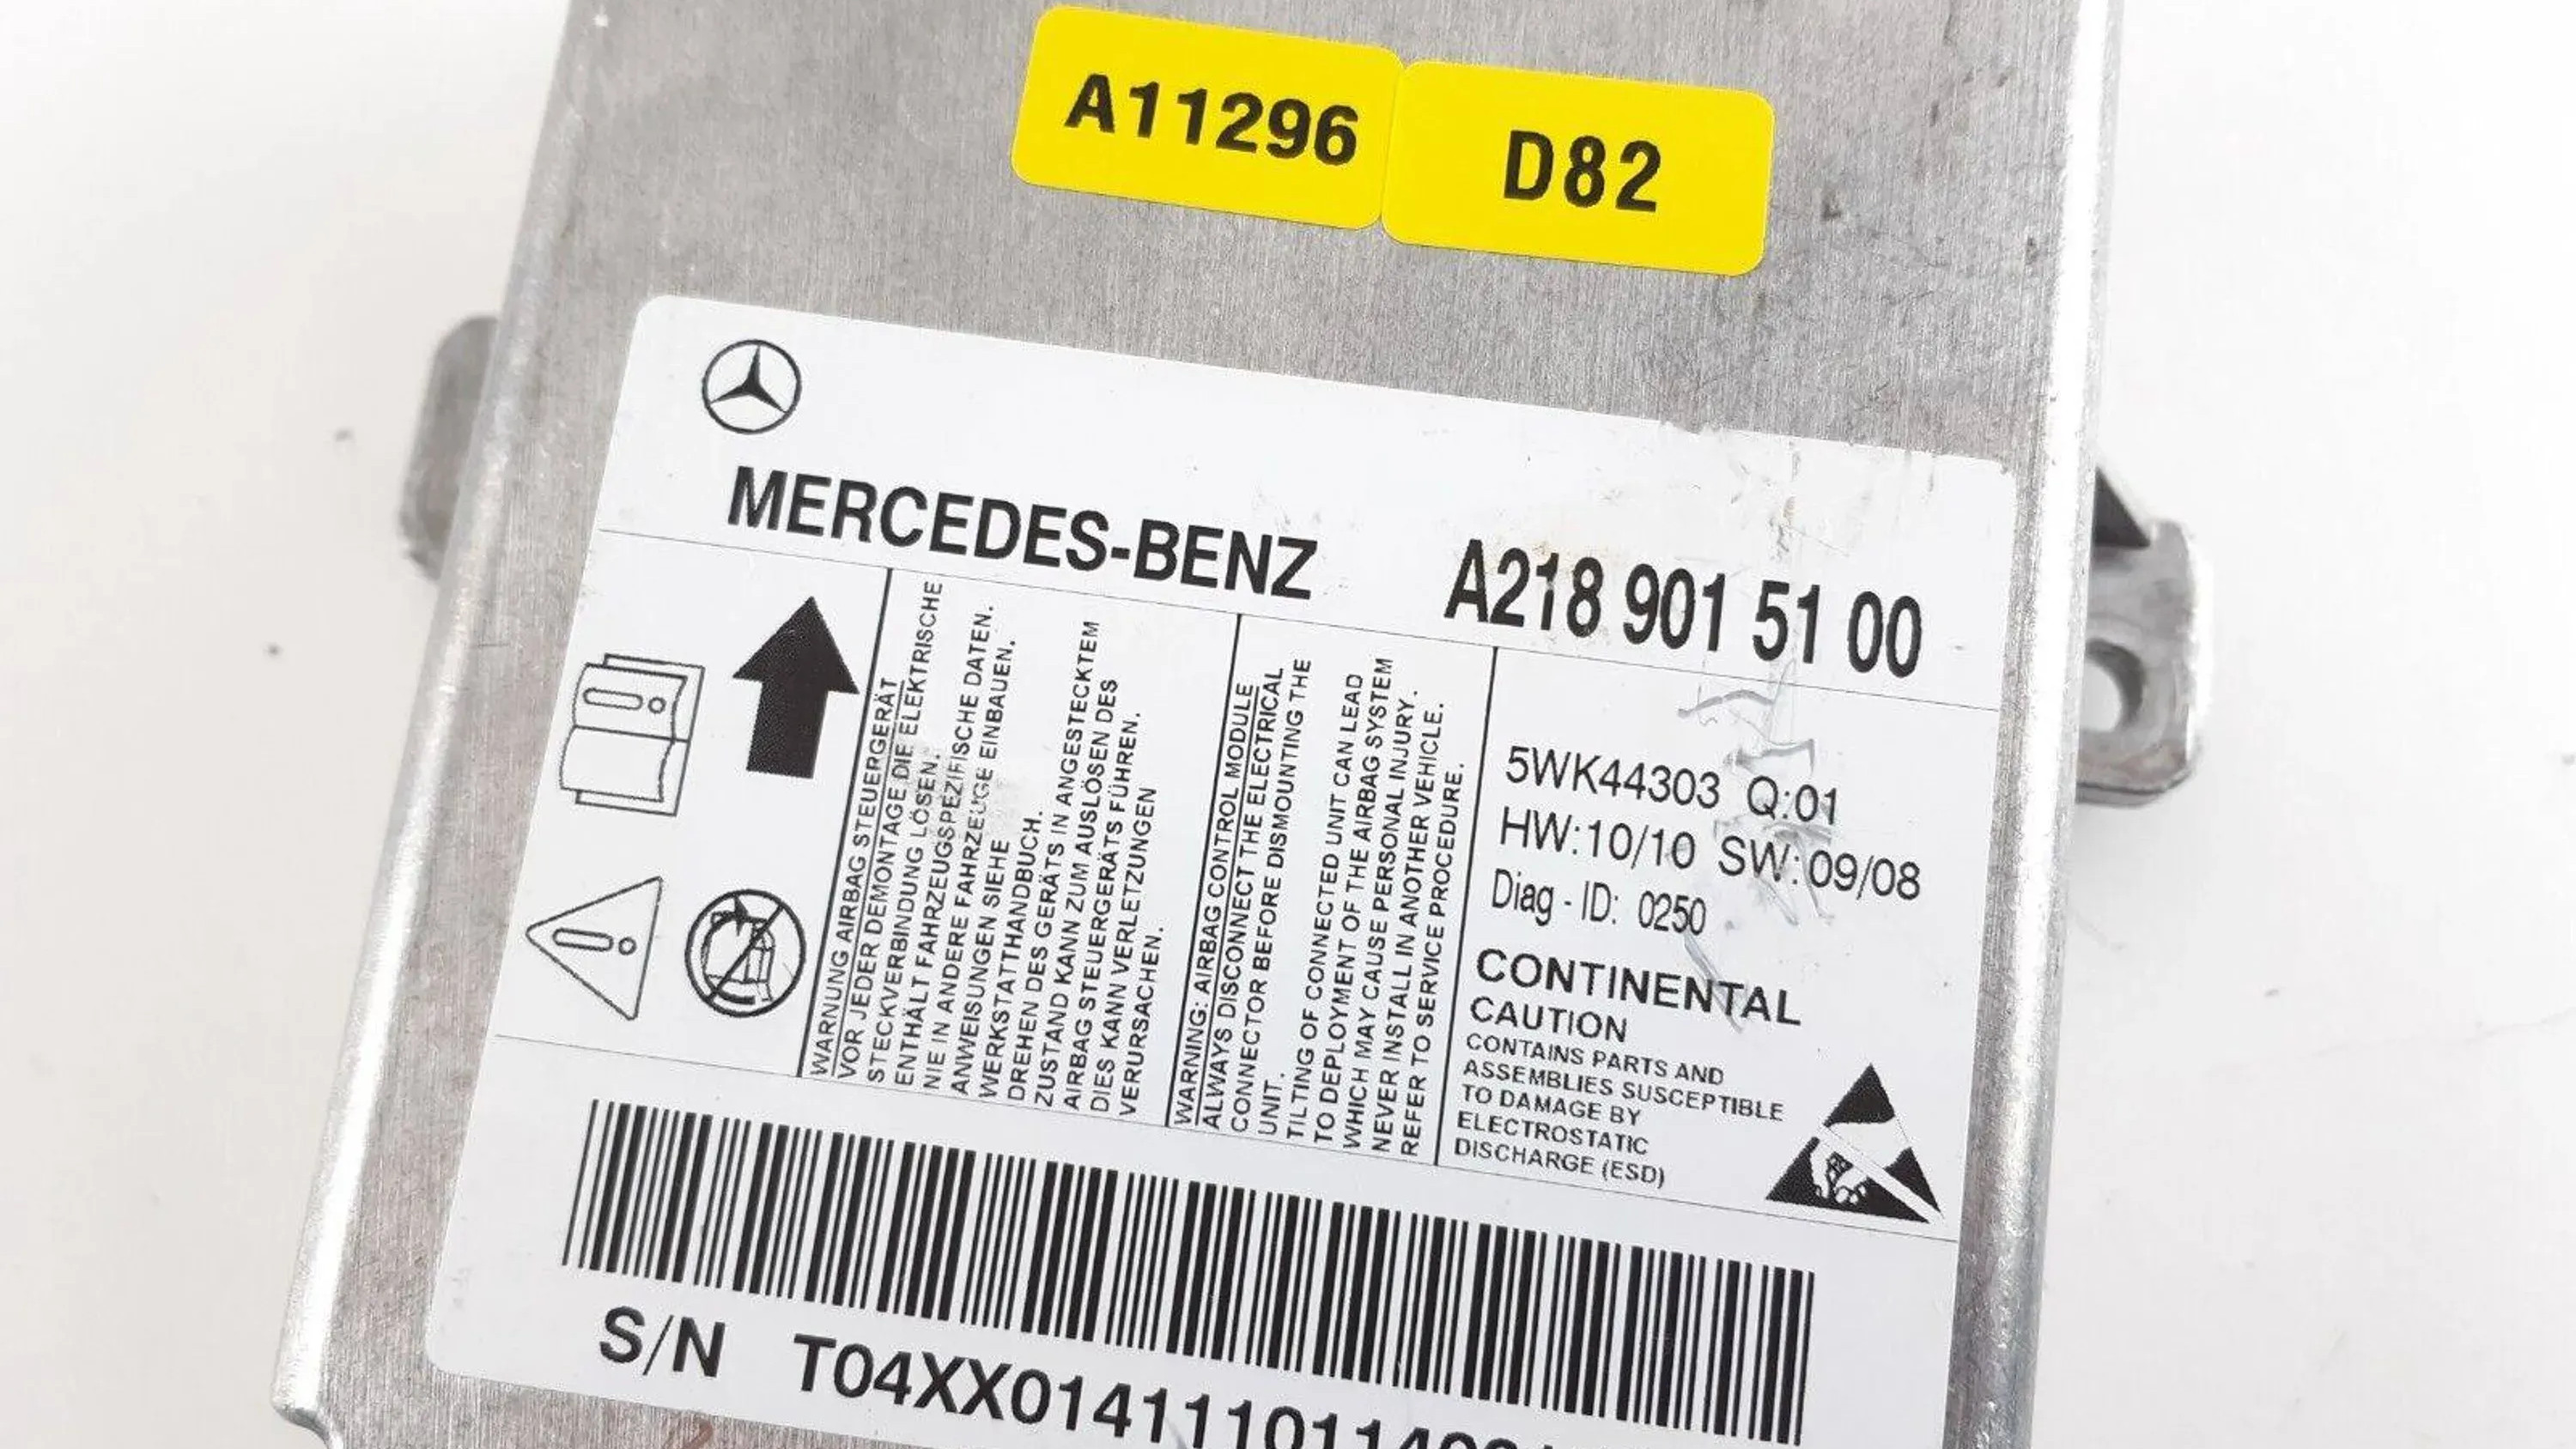 A11296
D82
MERCEDES-BENZ
A218 901 51 00
WARNUNG AIRBAG STEUERGERÄT
VOR JEDER DEMONTAGE DIE ELEKTRISCHE
STECKVERBINDUNG LÖSEN.
ENTHÄLT FAHRZEUGSPEZIFISCHE DATEN.
NIE IN ANDERE FAHRZEUGE EINBAUEN.
ANWEISUNGEN SIEHE
WERKSTATTHANDBUCH.
DREHEN DES GERÄTS IN ANGESTECKTEM
ZUSTAND KANN ZUM AUSLÖSEN DES
AIRBAG STEUERGERÄTS FÜHREN.
DIES KANN VERLETZUNGEN
VERURSACHEN.
WARNING: AIRBAG CONTROL MODULE
ALWAYS DISCONNECT THE ELECTRICAL
CONNECTOR BEFORE DISMOUNTING THE
UNIT.
TILTING OF CONNECTED UNIT CAN LEAD
TO DEPLOYMENT OF THE AIRBAG SYSTEM
WHICH MAY CAUSE PERSONAL INJURY.
NEVER INSTALL IN ANOTHER VEHICLE.
REFER TO SERVICE PROCEDURE.
5WK44303 Q:01
HW:10/10 SW:09/08
Diag - ID: 0250
CONTINENTAL
CAUTION
CONTAINS PARTS AND
ASSEMBLIES SUSCEPTIBLE
TO DAMAGE BY
ELECTROSTATIC
DISCHARGE (ESD)
S/N